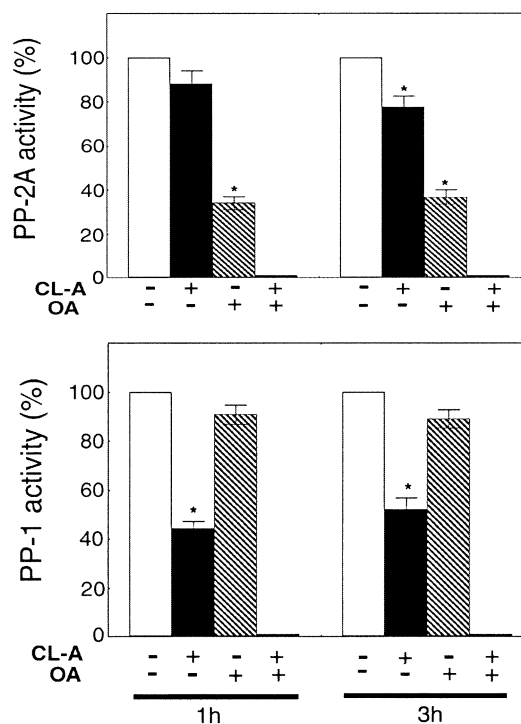 PP-2A activity (%)
100
80
60
40
20
0
*
*
*
CL-A - + - + - + - +
OA - - + + - - + +
PP-1 activity (%)
100
80
60
40
20
0
*
*
CL-A - + - + - + - +
OA - - + + - - + +
1h 3h